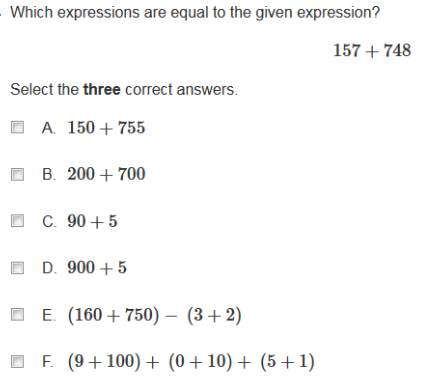 Which expressions are equal to the given expression?
157 + 748
Select the three correct answers.
A. 150 + 755
B. 200 + 700
C. 90 + 5
D. 900 + 5
E. (160 + 750) − (3 + 2)
F. (9 + 100) + (0 + 10) + (5 + 1)